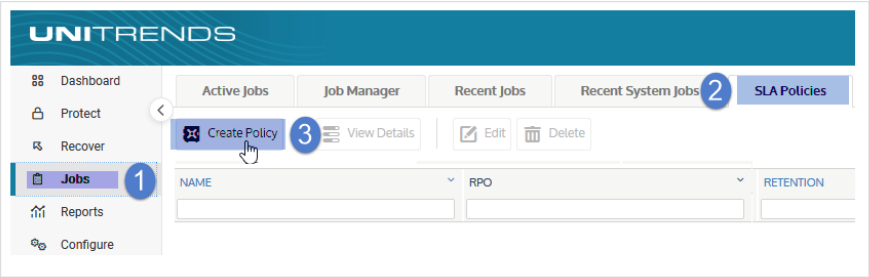 UNITRENDS
Dashboard
Protect
Recover
Jobs 1
Reports
Configure
Active Jobs Job Manager Recent Jobs Recent System Jobs 2 SLA Policies
Create Policy 3 View Details Edit Delete
NAME RPO RETENTION